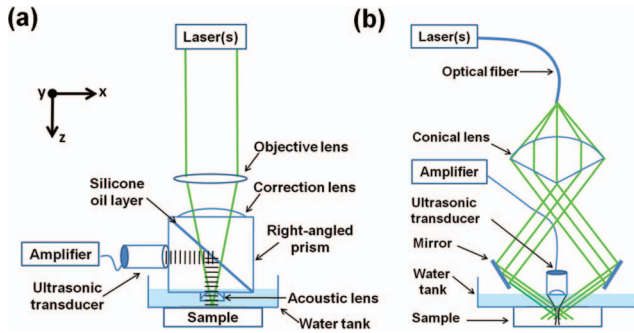 (a)
Laser(s)
y
x
z
Objective lens
Silicone
oil layer
Correction lens
Right-angled
prism
Amplifier
Ultrasonic
transducer
Acoustic lens
Sample
Water tank
(b)
Laser(s)
Optical fiber
Conical lens
Amplifier
Ultrasonic
transducer
Mirror
Water
tank
Sample